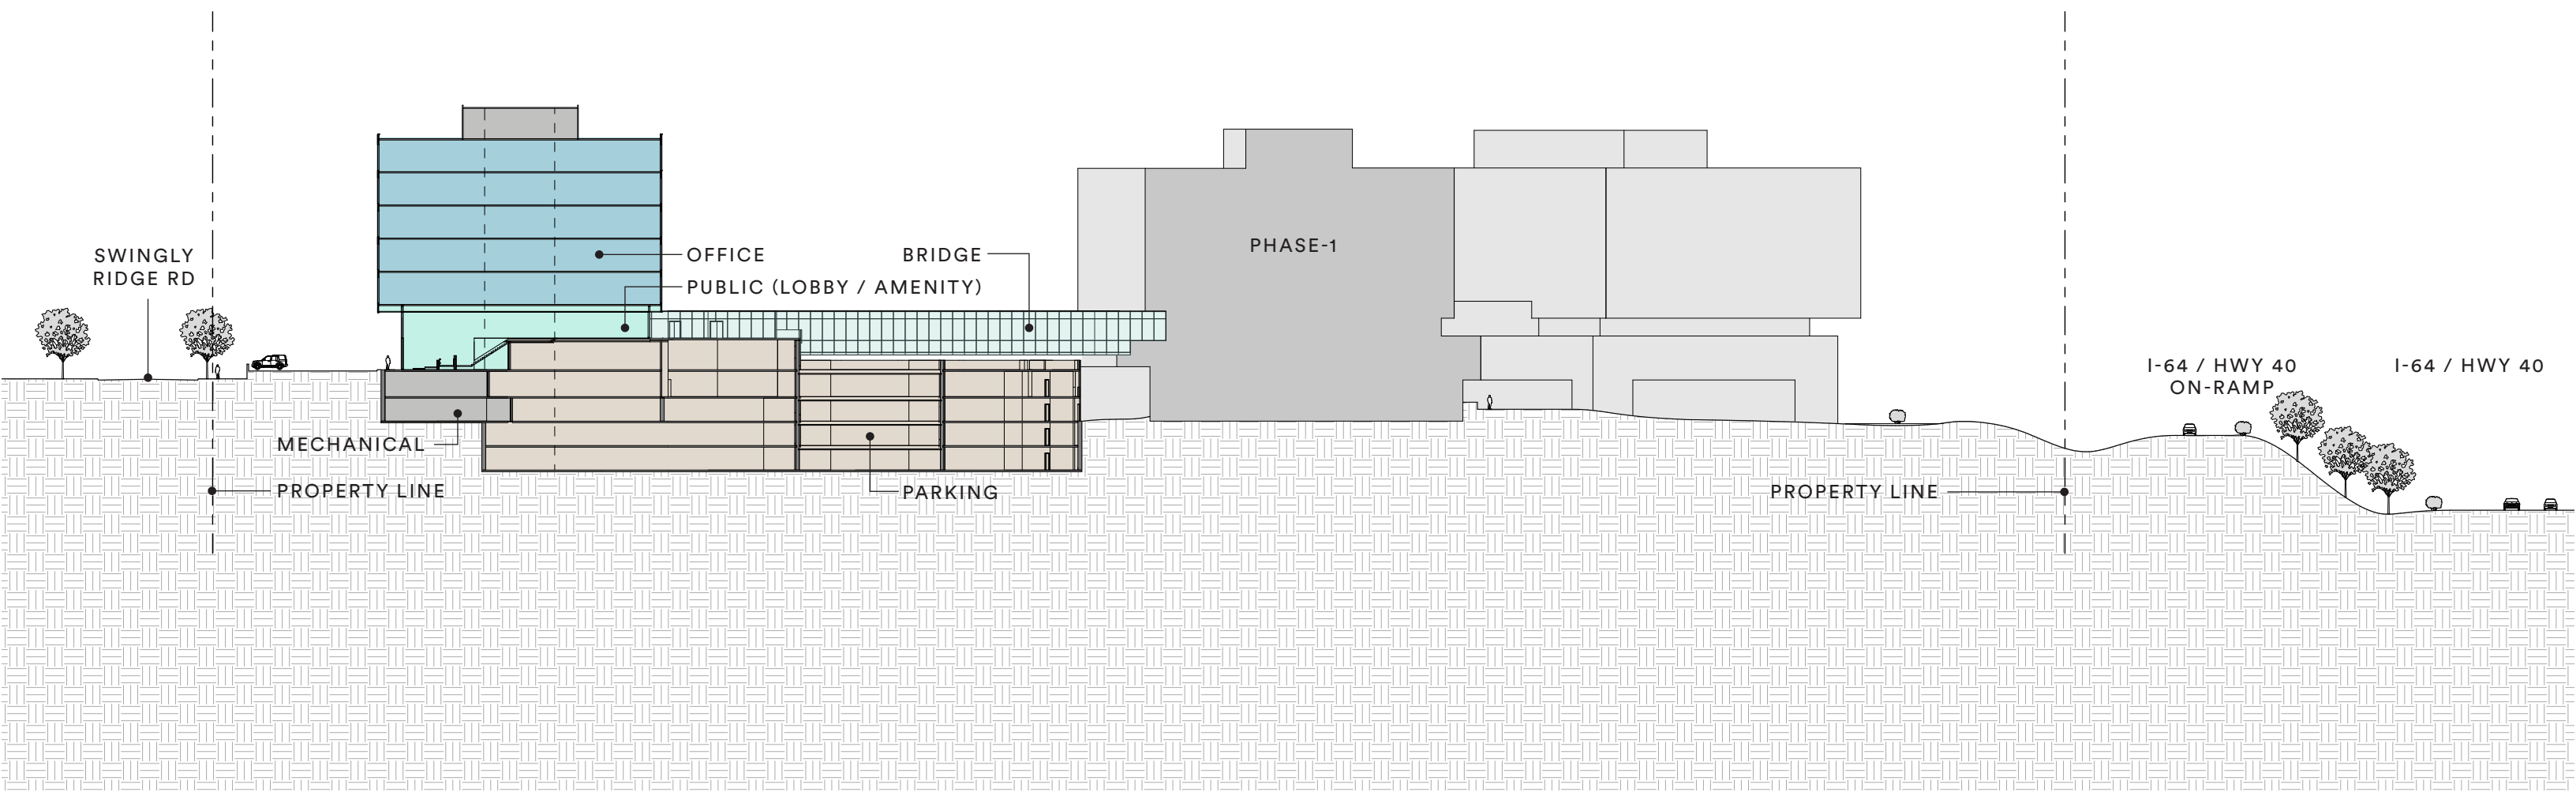 SWINGLY
RIDGE RD
OFFICE
BRIDGE
PUBLIC (LOBBY / AMENITY)
PHASE-1
I-64 / HWY 40
ON-RAMP
I-64 / HWY 40
MECHANICAL
PROPERTY LINE
PARKING
PROPERTY LINE